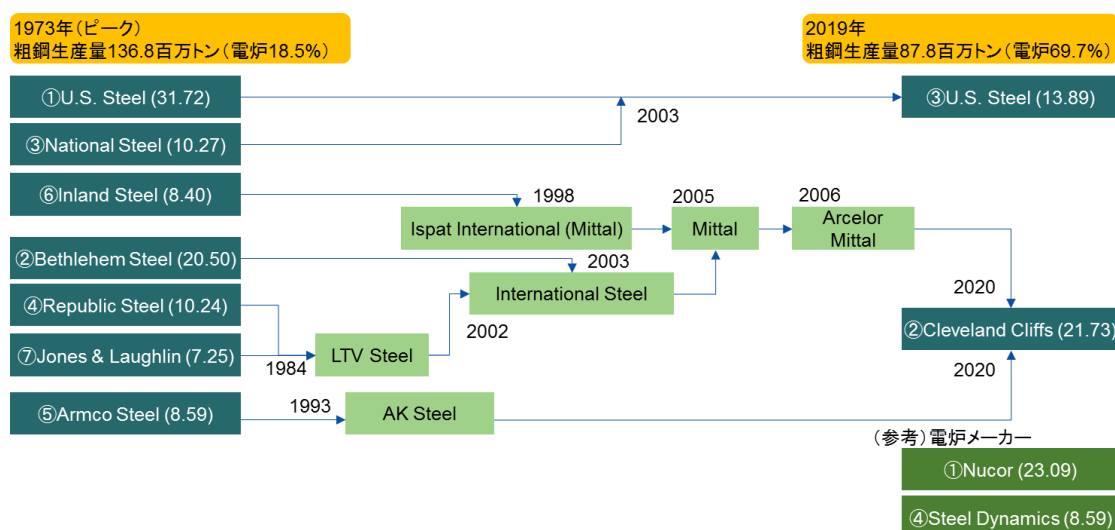 1973年(ピーク)
粗鋼生産量136.8百万トン(電炉18.5%)
2019年
粗鋼生産量87.8百万トン(電炉69.7%)
①U.S. Steel (31.72)
③U.S. Steel (13.89)
2003
③National Steel (10.27)
⑥Inland Steel (8.40)
1998
2005
2006
Ispat International (Mittal)
Mittal
Arcelor
Mittal
②Bethlehem Steel (20.50)
2003
④Republic Steel (10.24)
International Steel
2020
2002
②Cleveland Cliffs (21.73)
⑦Jones & Laughlin (7.25)
1984
LTV Steel
2020
⑤Armco Steel (8.59)
1993
AK Steel
(参考)電炉メーカー
①Nucor (23.09)
④Steel Dynamics (8.59)